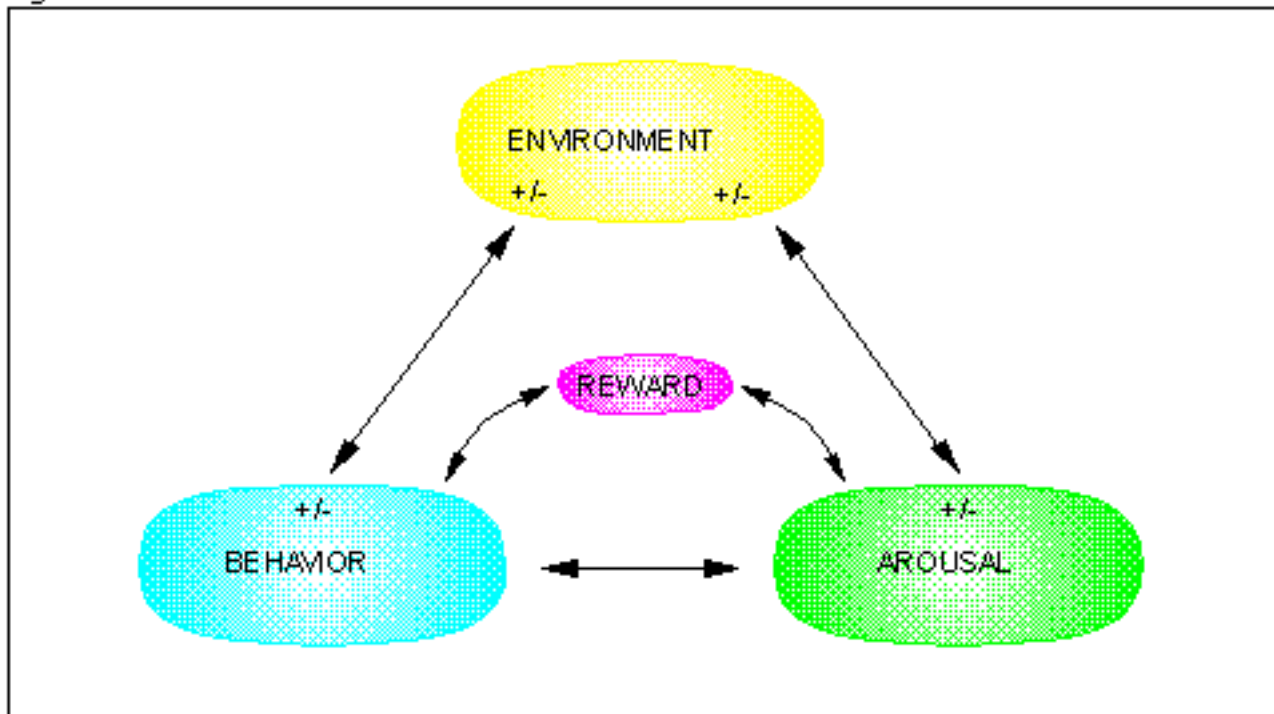 ENVIRONMENT
+/- +/-
REWARD
+/- +/-
BEHAVIOR AROUSAL